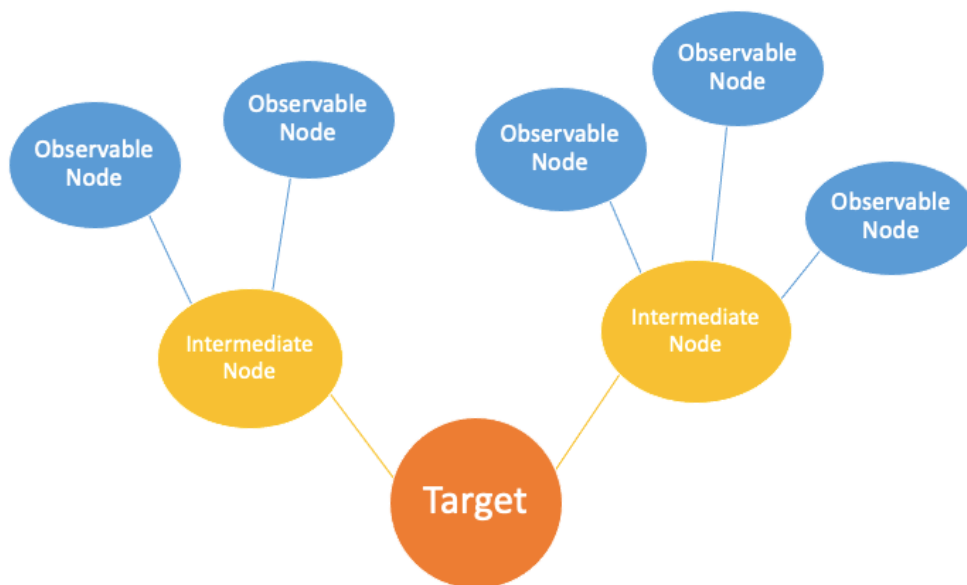 Observable
Node
Observable
Node
Observable
Node
Observable
Node
Observable
Node
Intermediate
Node
Intermediate
Node
Target